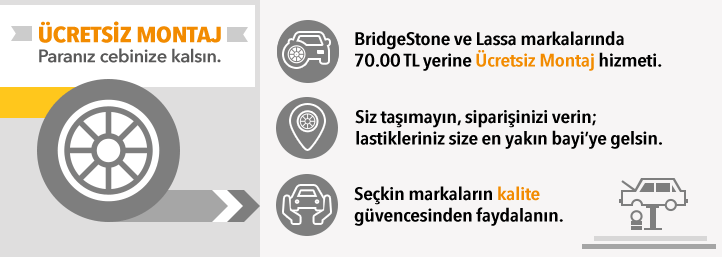 ÜCRETSİZ MONTAJ
Paranız cebinize kalsın.
BridgeStone ve Lassa markalarında
70.00 TL yerine Ücretsiz Montaj hizmeti.
Siz taşımayın, siparişinizi verin;
lastikleriniz size en yakın bayi’ye gelsin.
Seçkin markaların kalite
güvencesinden faydalanın.